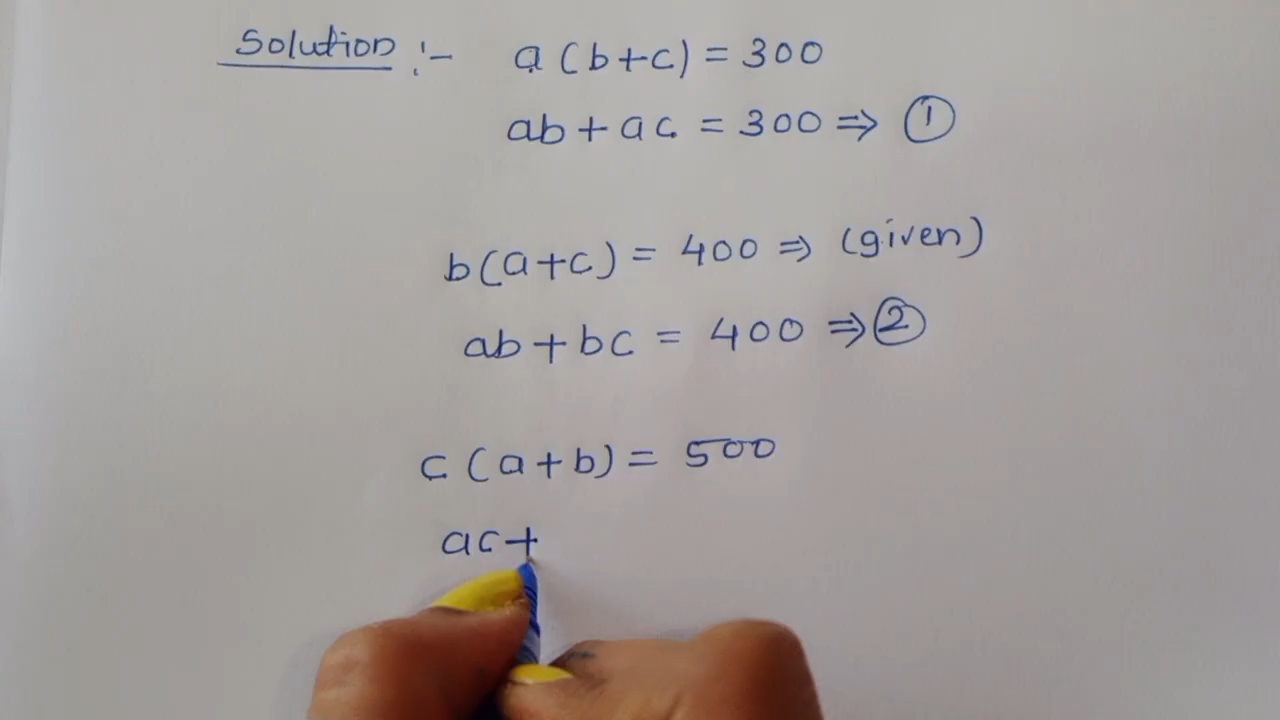 Solution :- a(b+c) = 300
ab + ac = 300 ⇒ ①
b(a+c) = 400 ⇒ (given)
ab + bc = 400 ⇒ ②
c(a+b) = 500
ac+